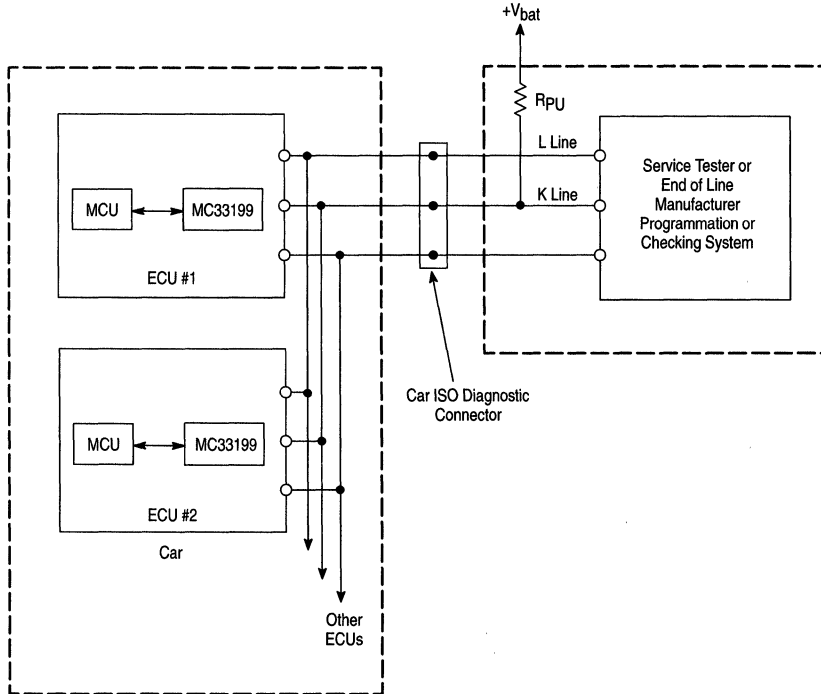 +Vbat
RPU
L Line
K Line
Service Tester or
End of Line
Manufacturer
Programmation or
Checking System
MCU
MC33199
ECU #1
Car ISO Diagnostic
Connector
MCU
MC33199
ECU #2
Car
Other
ECUs